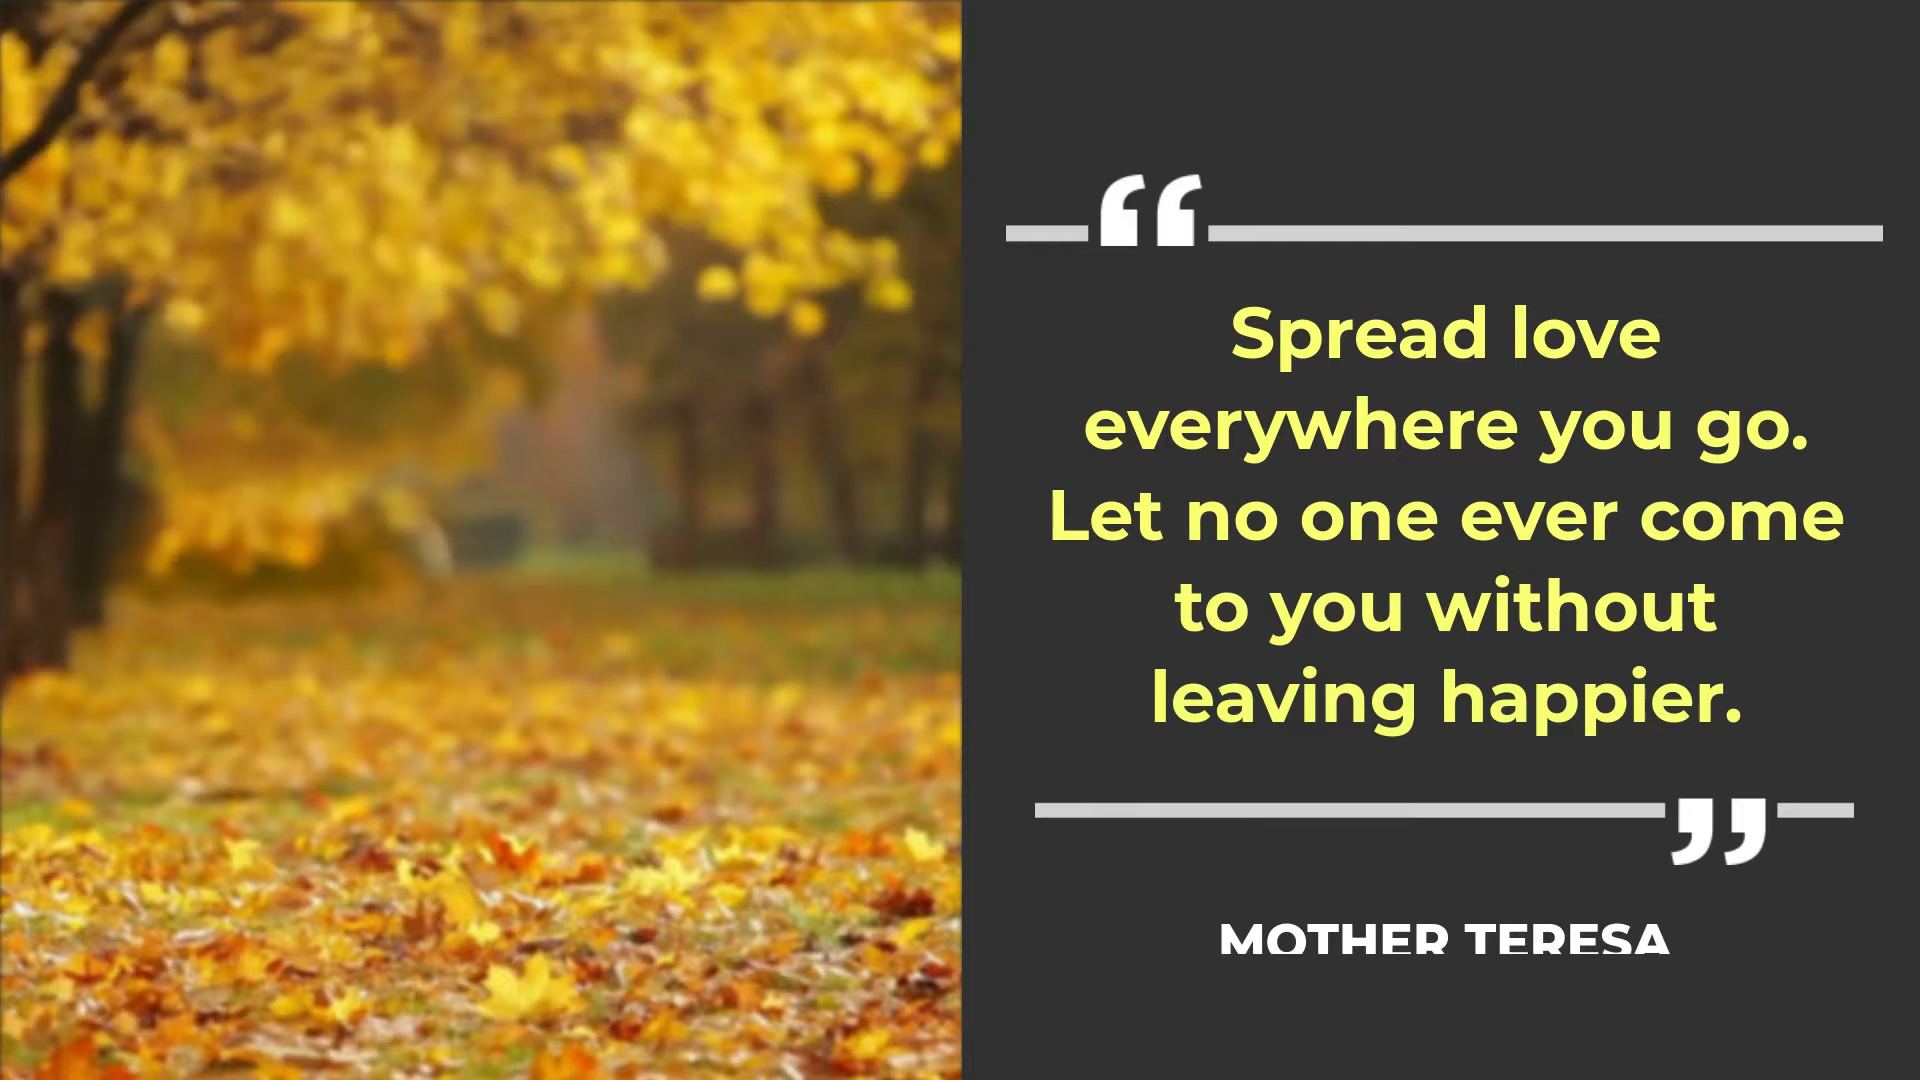 “
Spread love
everywhere you go.
Let no one ever come
to you without
leaving happier.
”
MOTHER TERESA